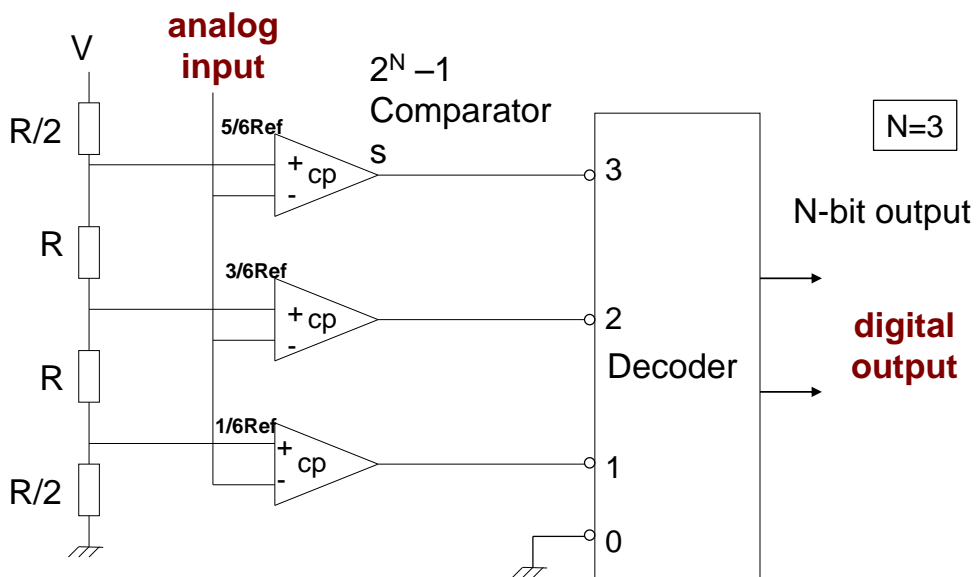 analog
input
V
2ᴺ –1
Comparator
s
N=3
R/2
5/6Ref
+
cp
-
3
N-bit output
R
3/6Ref
+
cp
-
2
digital
output
Decoder
R
1/6Ref
+
cp
-
1
R/2
0